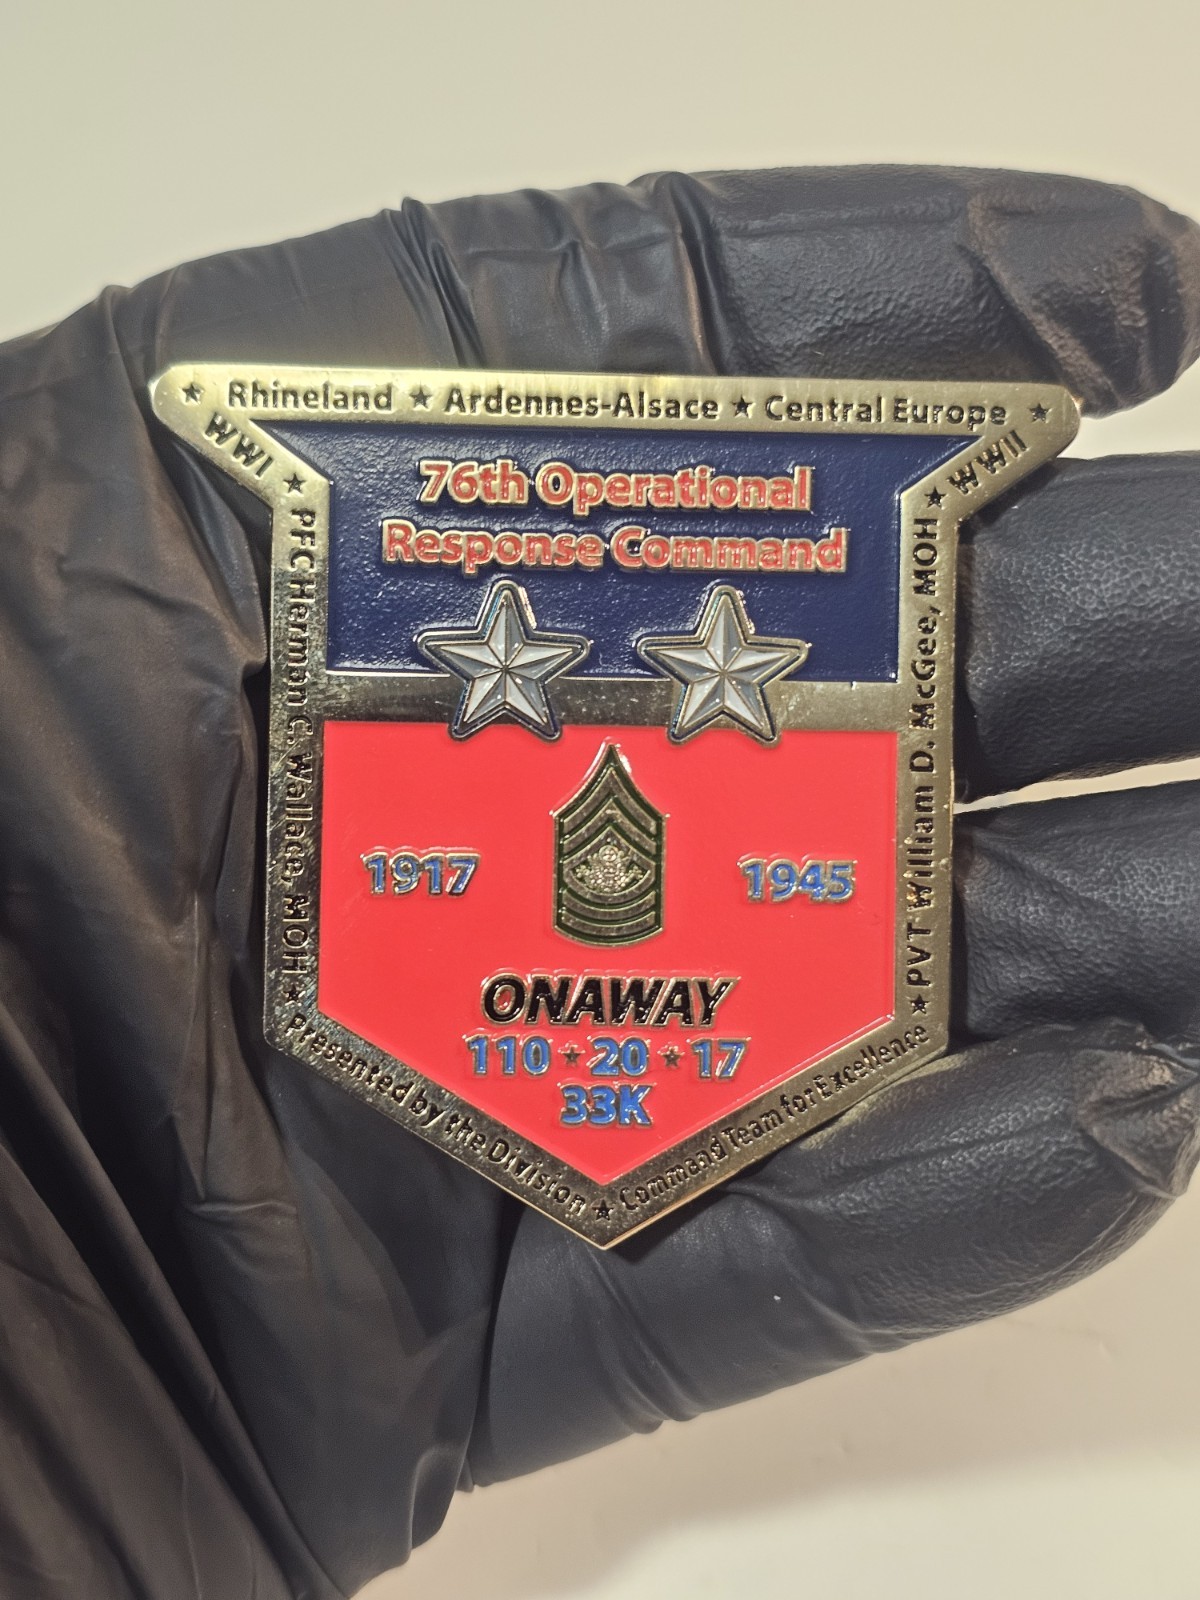 ★ Rhineland ★ Ardennes-Alsace ★ Central Europe ★
WWI ★
★ WWII
76th Operational
Response Command
PFC Herman C. Wallace, MOH ★
★ PVT William D. McGee, MOH
1917
1945
ONAWAY
110 ★ 20 ★ 17
33K
Presented by the Division ★ Command Team for Excellence